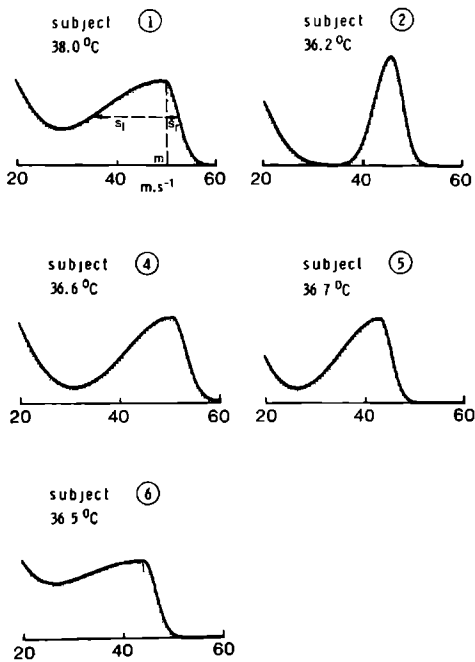 subject 1
38.0 °C
s_l s_r
m
20 40 60
m.s⁻¹
subject 2
36.2 °C
20 40 60
subject 4
36.6 °C
20 40 60
subject 5
36 7 °C
20 40 60
subject 6
36 5 °C
20 40 60